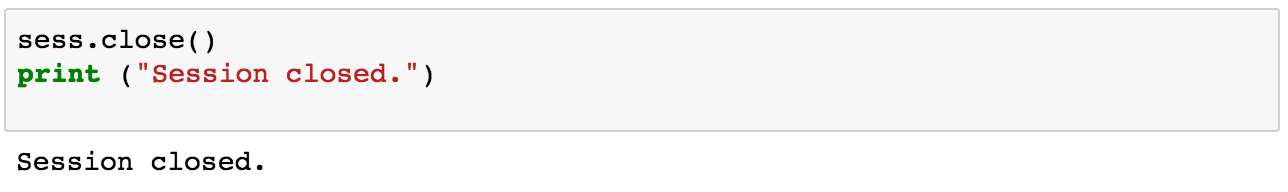 sess.close()
print ("Session closed.")
Session closed.